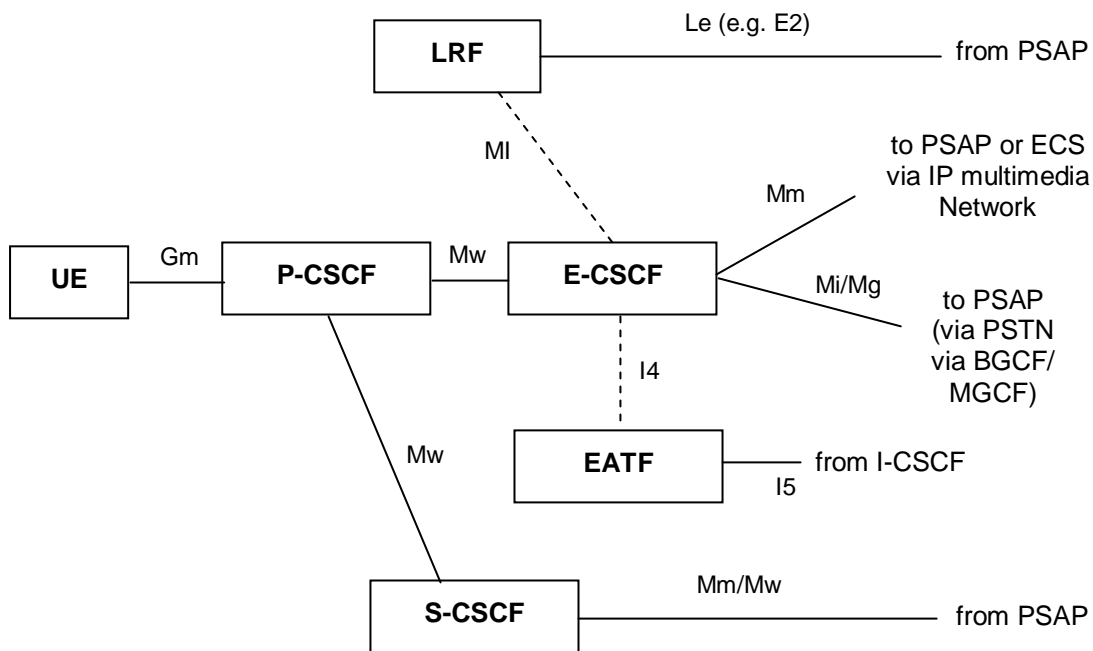 Le (e.g. E2)
LRF
from PSAP
Ml
to PSAP or ECS
via IP multimedia
Network
Mm
Gm
Mw
UE
P-CSCF
E-CSCF
Mi/Mg
to PSAP
(via PSTN
via BGCF/
MGCF)
I4
Mw
EATF
from I-CSCF
I5
Mm/Mw
S-CSCF
from PSAP